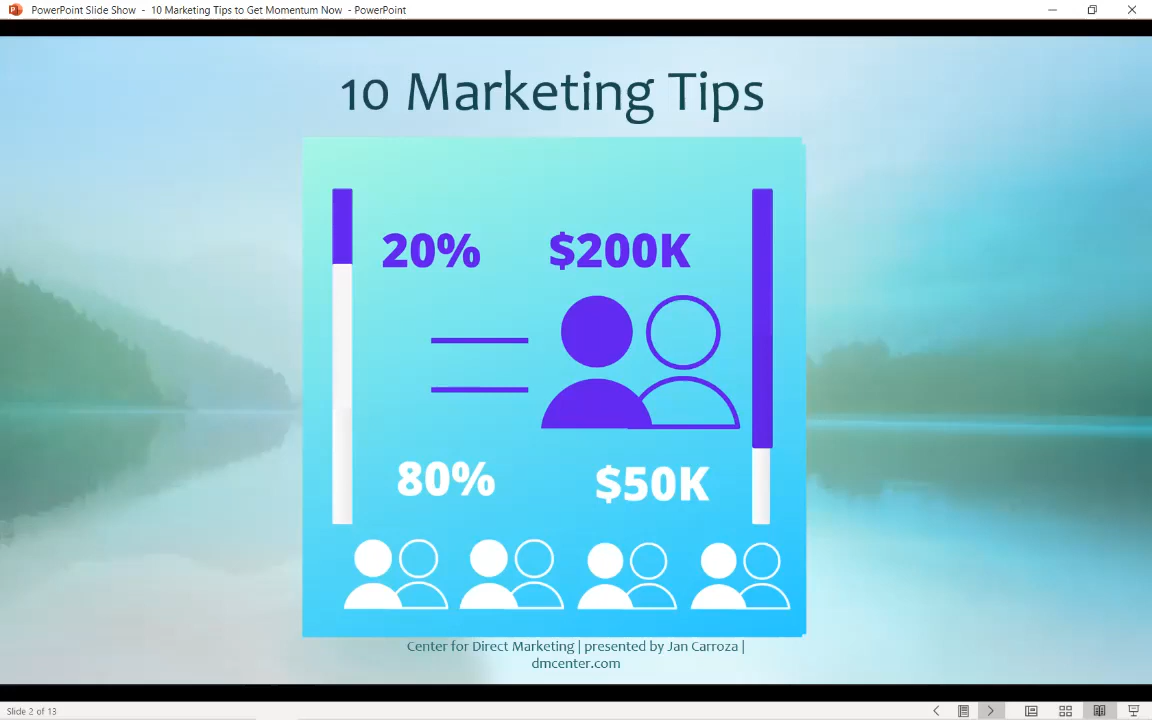 PowerPoint Slide Show - 10 Marketing Tips to Get Momentum Now - PowerPoint
10 Marketing Tips
20% $200K
80% $50K
Center for Direct Marketing | presented by Jan Carroza |
dmcenter.com
Slide 2 of 13